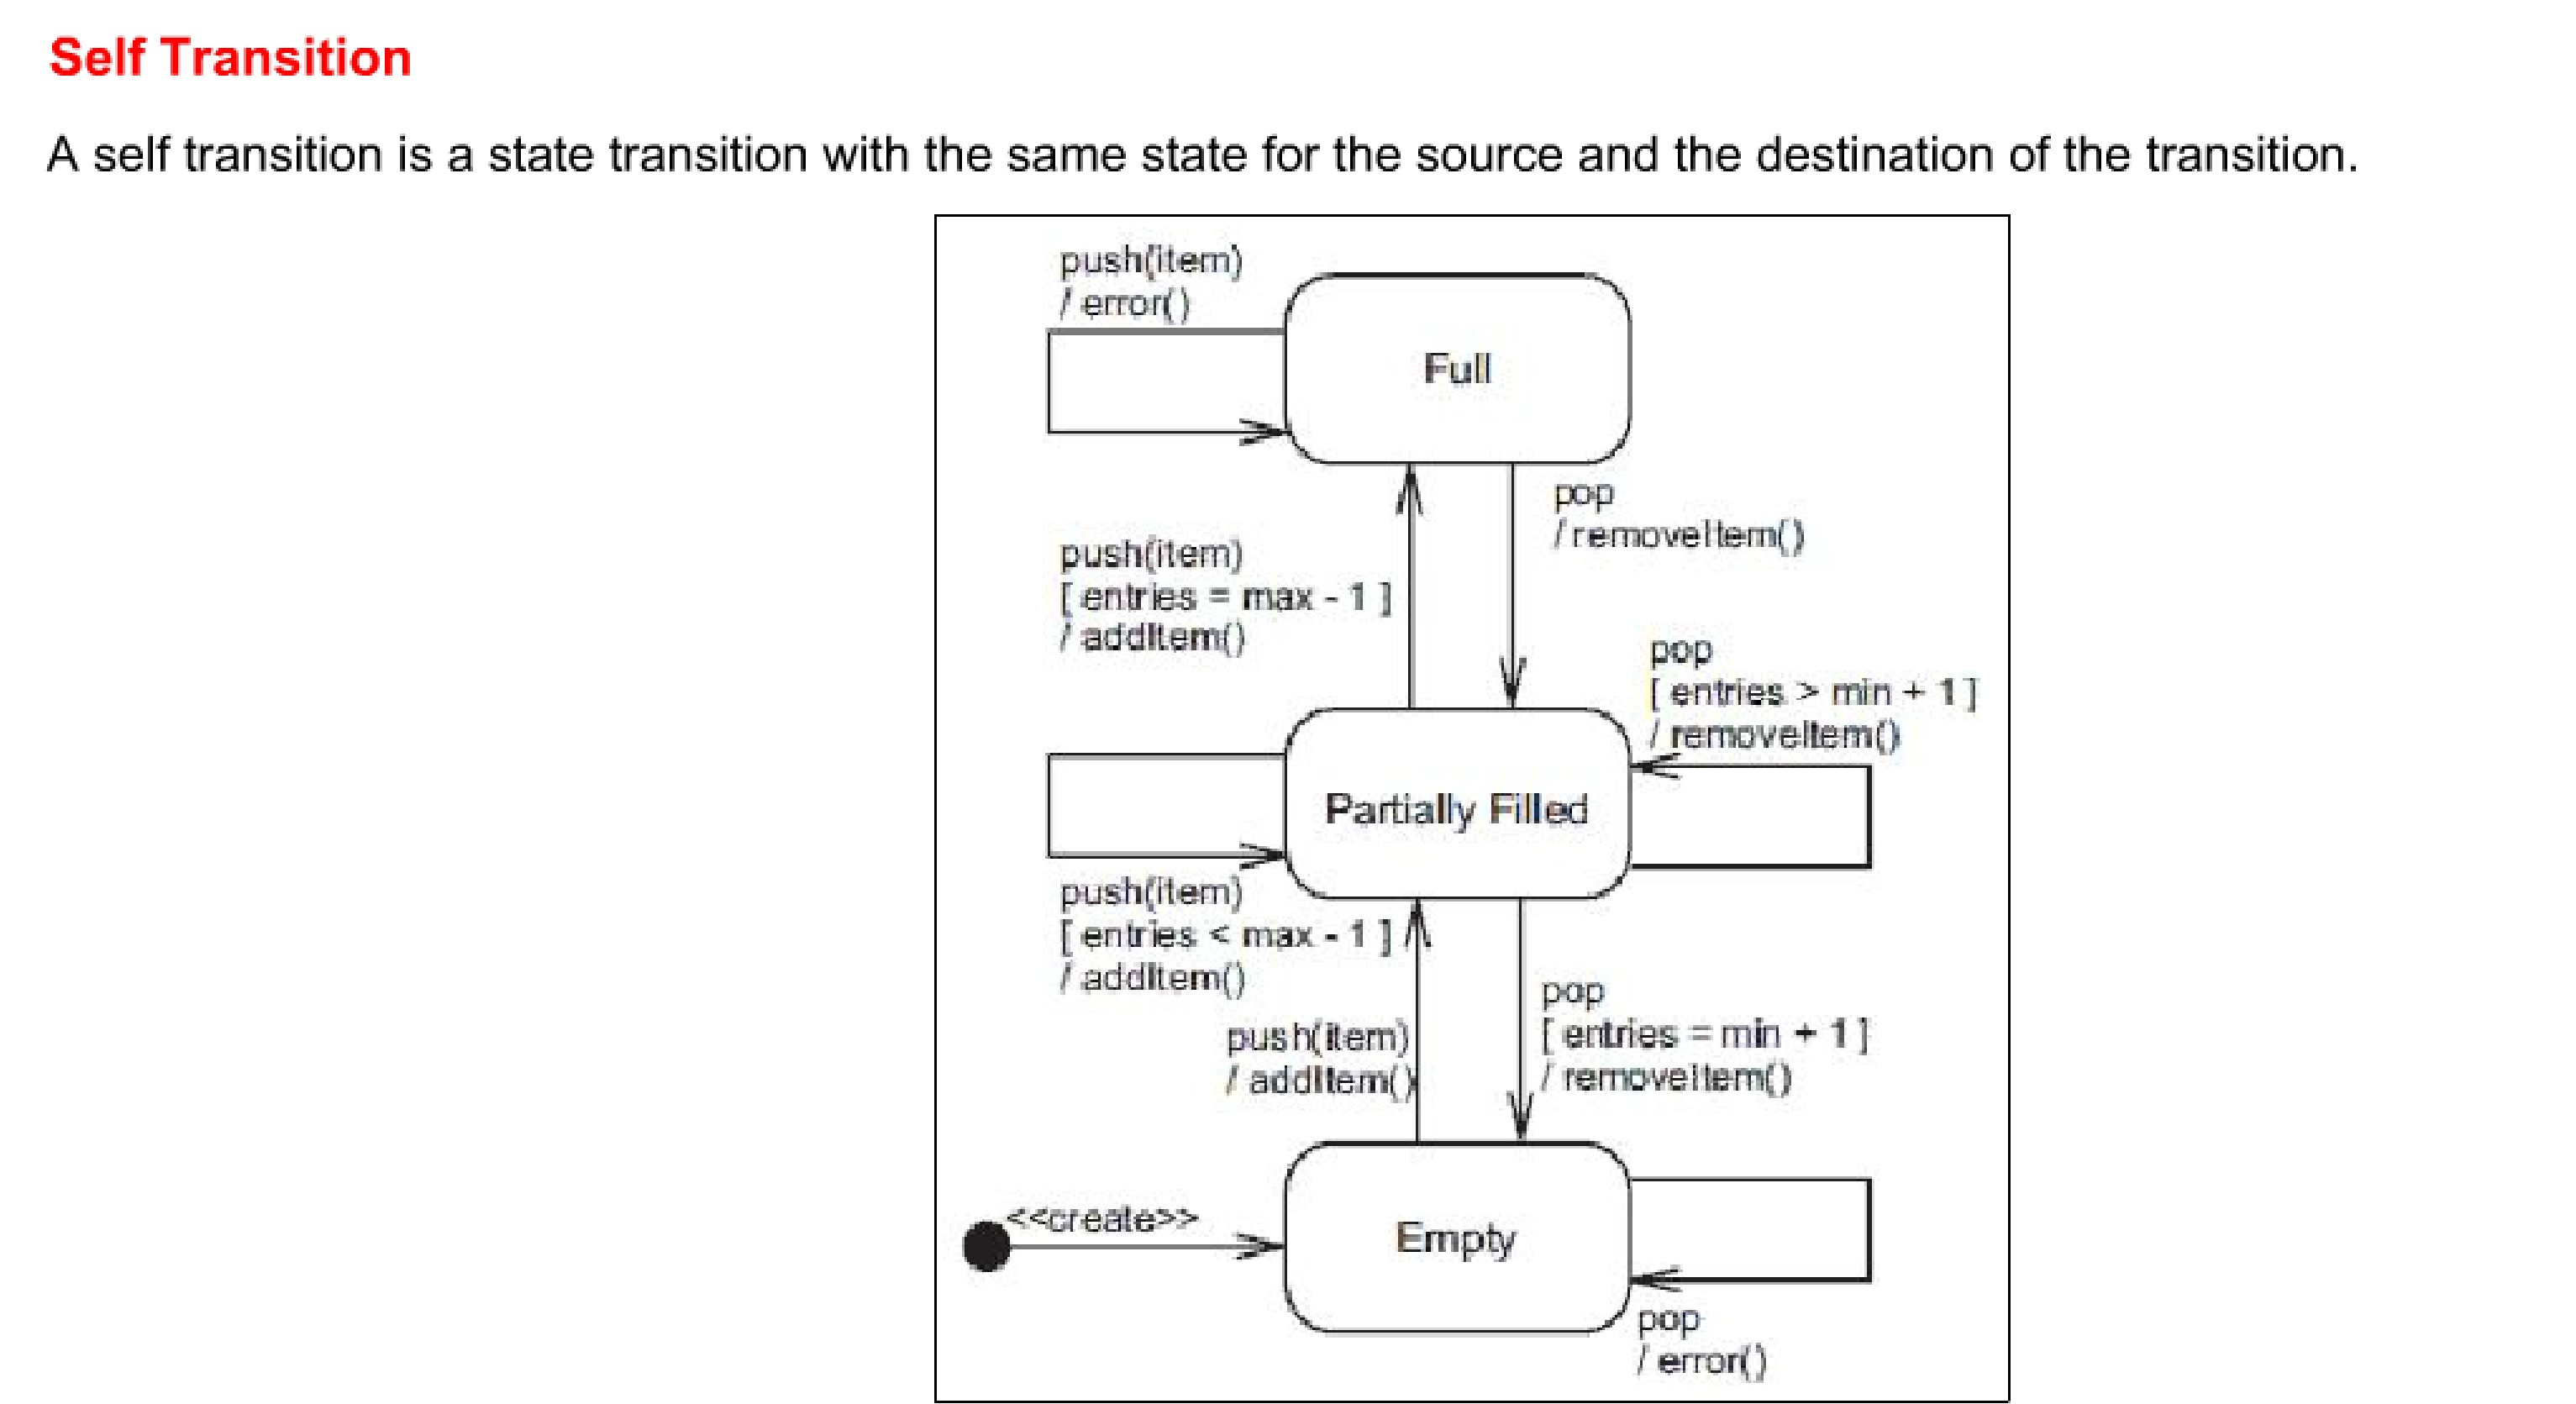 Self Transition
A self transition is a state transition with the same state for the source and the destination of the transition.
push(item)
/ error()
Full
pop
/ removeItem()
push(item)
[ entries = max - 1 ]
/ addItem()
pop
[ entries > min + 1 ]
/ removeItem()
Partially Filled
push(item)
[ entries < max - 1 ]
/ addItem()
pop
[ entries = min + 1 ]
/ removeItem()
push(item)
/ addItem()
<<create>>
Empty
pop
/ error()